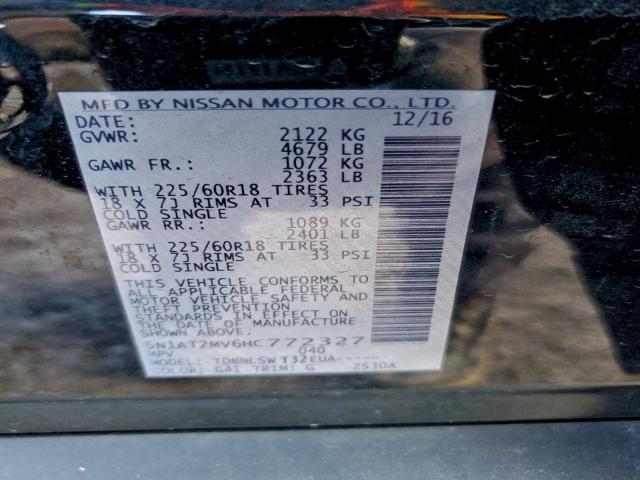 MFD BY NISSAN MOTOR CO., LTD.
DATE: 12/16
GVWR: 2122 KG
4679 LB
GAWR FR.: 1072 KG
2363 LB
WITH 225/60R18 TIRES
18 X 7J RIMS AT 33 PSI
COLD SINGLE
GAWR RR.: 1089 KG
2401 LB
WITH 225/60R18 TIRES
18 X 7J RIMS AT 33 PSI
COLD SINGLE
THIS VEHICLE CONFORMS TO
ALL APPLICABLE FEDERAL
MOTOR VEHICLE SAFETY AND
THEFT PREVENTION
STANDARDS IN EFFECT ON
THE DATE OF MANUFACTURE
SHOWN ABOVE.
5N1AT2MV6HC772327
MPV 040
MODEL: TDBNLSWT32EUA-----
COLOR: G41 TRIM: G 2530A